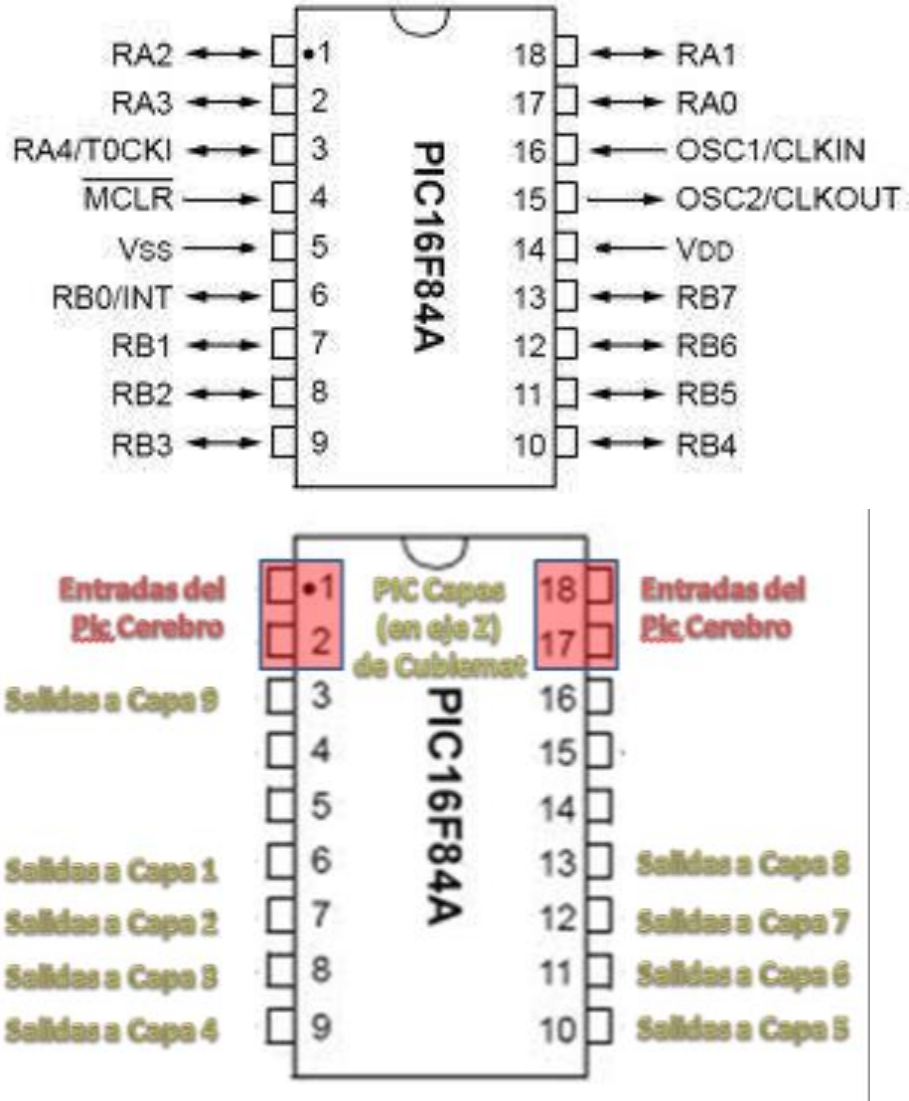 RA2 1 18 RA1
RA3 2 17 RA0
RA4/T0CKI 3 16 OSC1/CLKIN
MCLR 4 15 OSC2/CLKOUT
VSS 5 14 VDD
RB0/INT 6 13 RB7
RB1 7 12 RB6
RB2 8 11 RB5
RB3 9 10 RB4
PIC16F84A
Entradas del
Pic Cerebro
1
2
PIC Capas
(en eje Z)
de Cubiemat
18
17
Entradas del
Pic Cerebro
Salidas a Capa 9 3 16
4 15
5 14
Salidas a Capa 1 6 13 Salidas a Capa 8
Salidas a Capa 2 7 12 Salidas a Capa 7
Salidas a Capa 3 8 11 Salidas a Capa 6
Salidas a Capa 4 9 10 Salidas a Capa 5
PIC16F84A